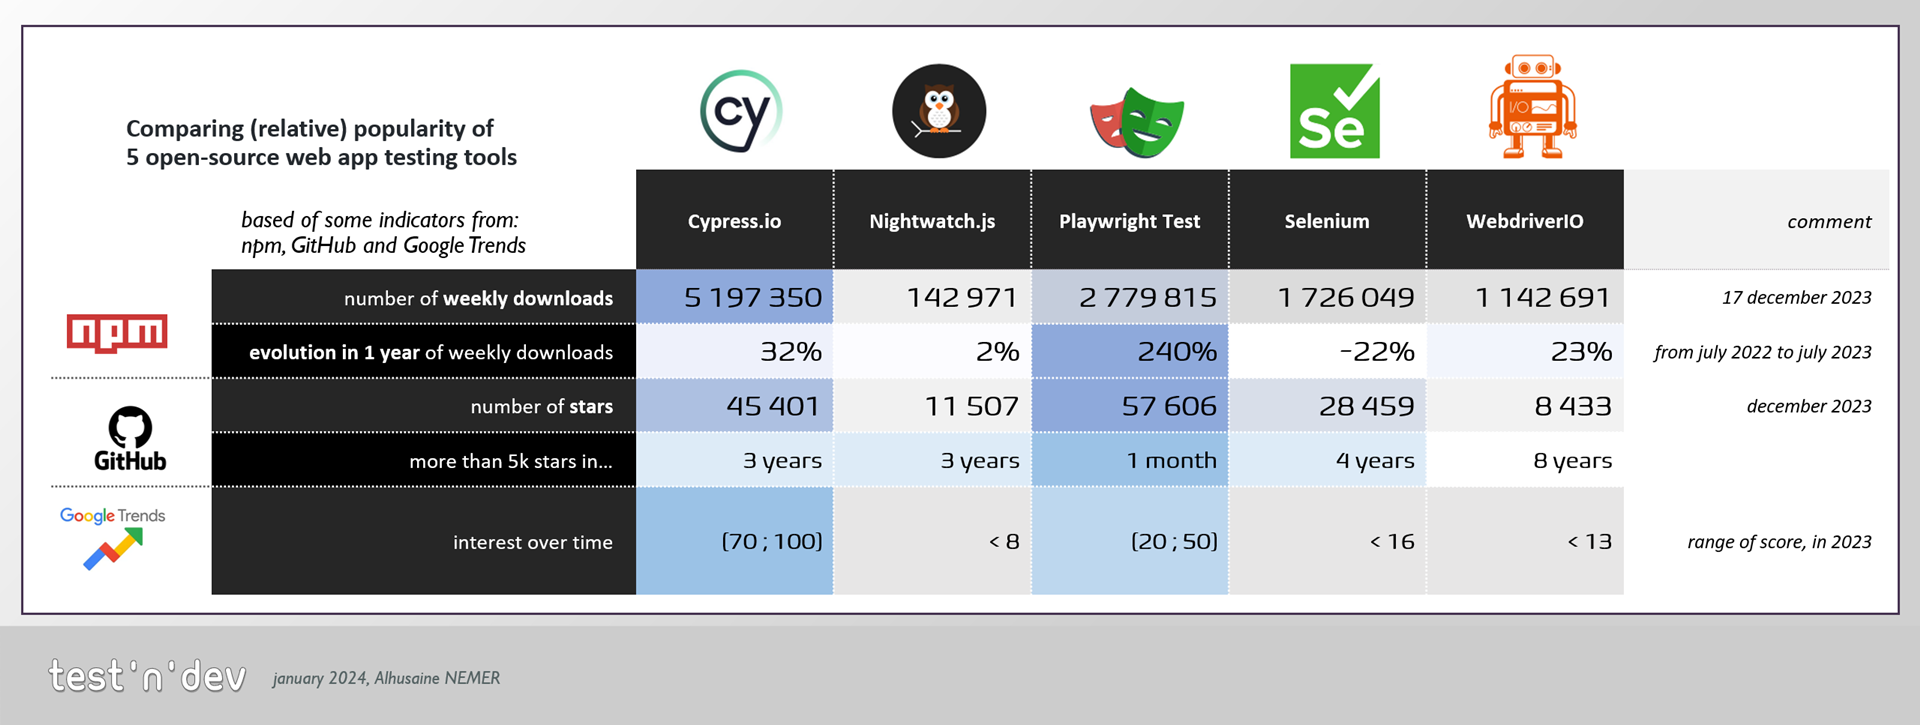 Comparing (relative) popularity of
5 open-source web app testing tools
based of some indicators from:
npm, GitHub and Google Trends
cy
Se
I/O
Cypress.io
Nightwatch.js
Playwright Test
Selenium
WebdriverIO
comment
npm
number of weekly downloads
5 197 350
142 971
2 779 815
1 726 049
1 142 691
17 december 2023
evolution in 1 year of weekly downloads
32%
2%
240%
-22%
23%
from july 2022 to july 2023
GitHub
number of stars
45 401
11 507
57 606
28 459
8 433
december 2023
more than 5k stars in...
3 years
3 years
1 month
4 years
8 years
Google Trends
interest over time
(70 ; 100)
< 8
(20 ; 50)
< 16
< 13
range of score, in 2023
test'n'dev
january 2024, Alhusaine NEMER